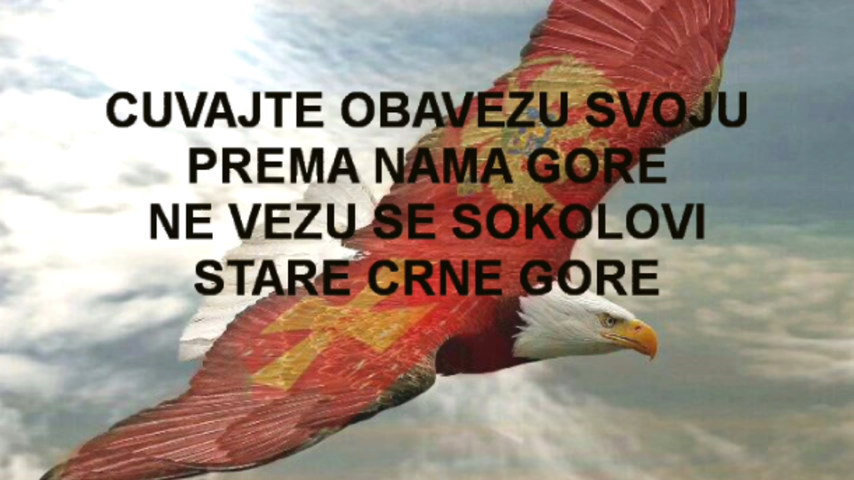 CUVAJTE OBAVEZU SVOJU
PREMA NAMA GORE
NE VEZU SE SOKOLOVI
STARE CRNE GORE